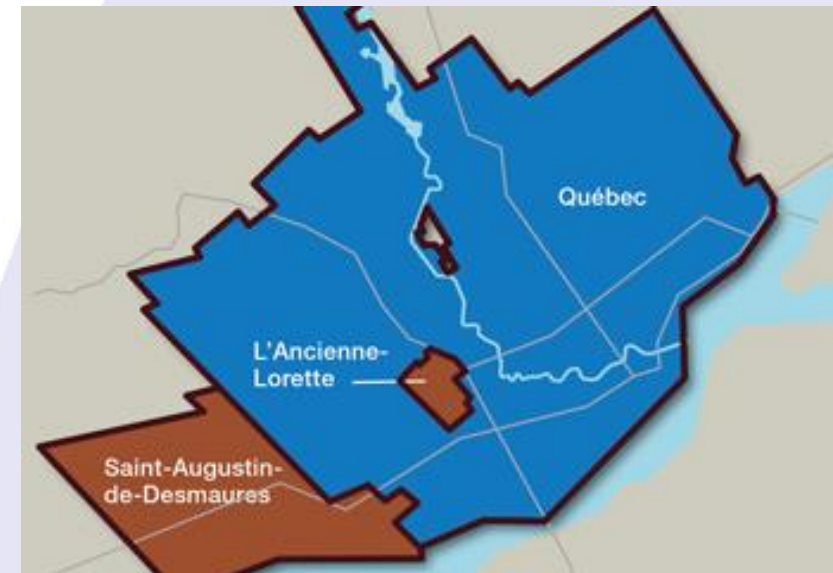 Québec
L'Ancienne-
Lorette
Saint-Augustin-
de-Desmaures